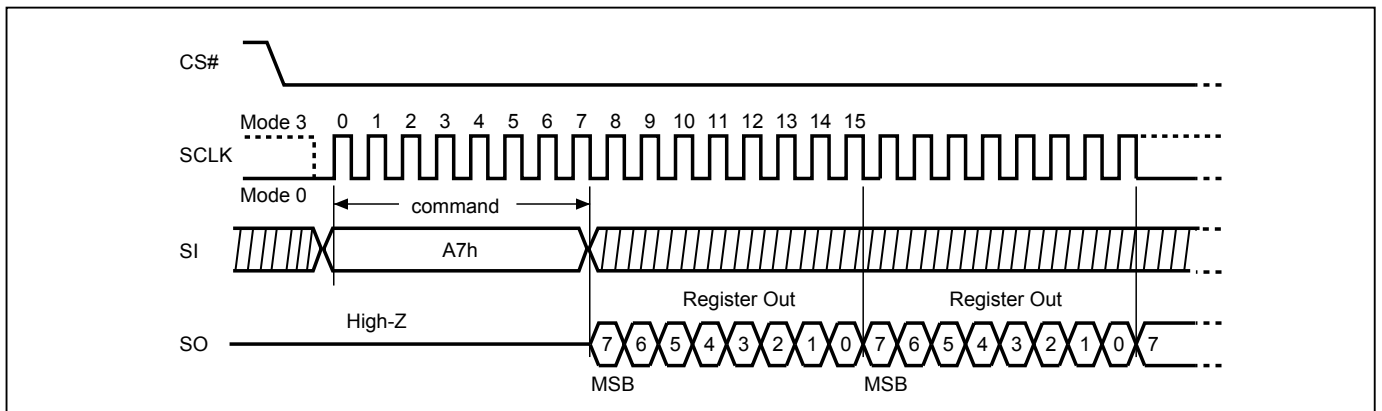 CS#
Mode 3
0 1 2 3 4 5 6 7 8 9 10 11 12 13 14 15
SCLK
Mode 0
command
SI
A7h
Register Out Register Out
High-Z
SO
7 6 5 4 3 2 1 0 7 6 5 4 3 2 1 0 7
MSB MSB